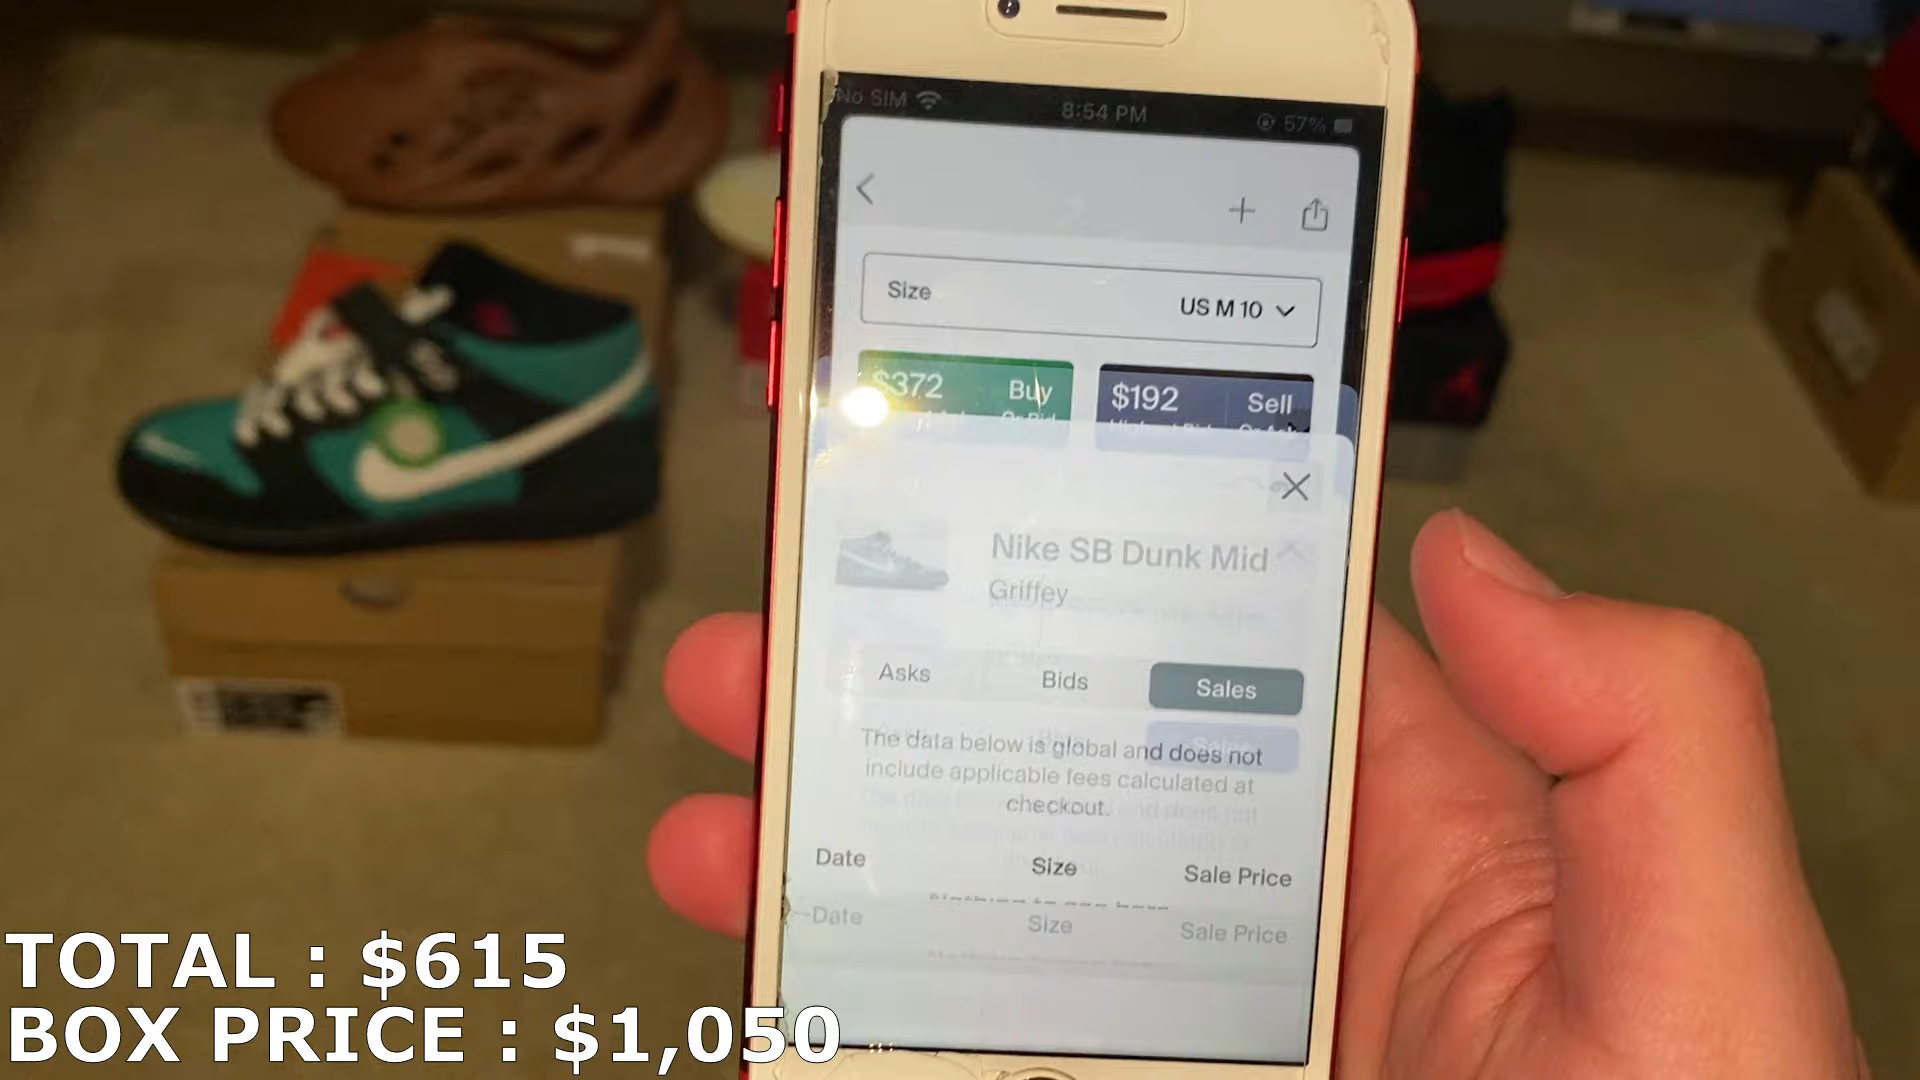 No SIM
8:54 PM
57%
Size
US M 10
$372
Buy
$192
Sell
Nike SB Dunk Mid
Griffey
Asks
Bids
Sales
The data below is global and does not
include applicable fees calculated at
checkout.
Date
Size
Sale Price
Date
Size
Sale Price
TOTAL : $615
BOX PRICE : $1,050